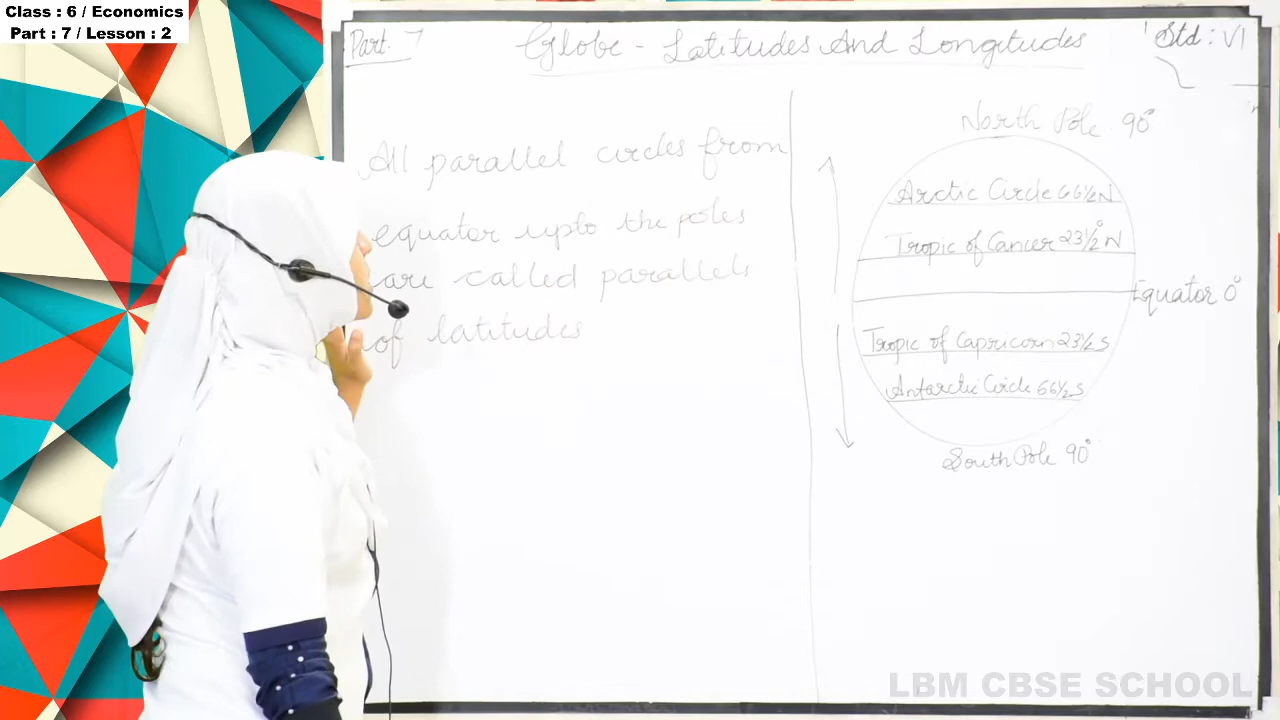 Class : 6 / Economics
Part : 7 / Lesson : 2
Part. 7
Globe - Latitudes And Longitudes
Std : VI
All parallel circles from
equator upto the poles
are called parallels
of latitudes
North Pole. 90°
Arctic Circle 66½N
Tropic of Cancer 23½°N
Equator 0°
Tropic of Capricorn 23½S
Antarctic Circle 66½S
South Pole 90°
LBM CBSE SCHOOL